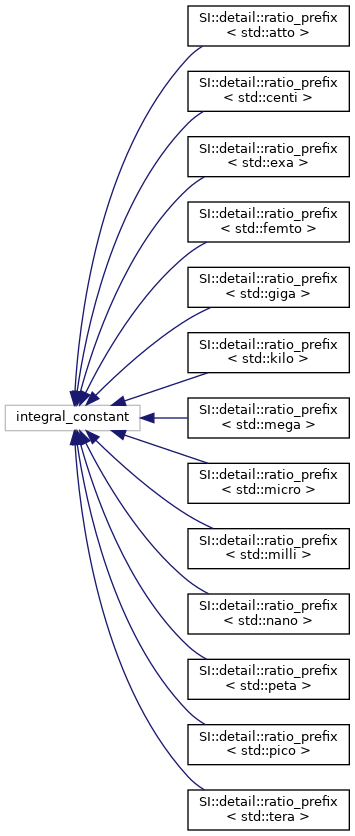 SI::detail::ratio_prefix
< std::atto >
SI::detail::ratio_prefix
< std::centi >
SI::detail::ratio_prefix
< std::exa >
SI::detail::ratio_prefix
< std::femto >
SI::detail::ratio_prefix
< std::giga >
SI::detail::ratio_prefix
< std::kilo >
integral_constant
SI::detail::ratio_prefix
< std::mega >
SI::detail::ratio_prefix
< std::micro >
SI::detail::ratio_prefix
< std::milli >
SI::detail::ratio_prefix
< std::nano >
SI::detail::ratio_prefix
< std::peta >
SI::detail::ratio_prefix
< std::pico >
SI::detail::ratio_prefix
< std::tera >